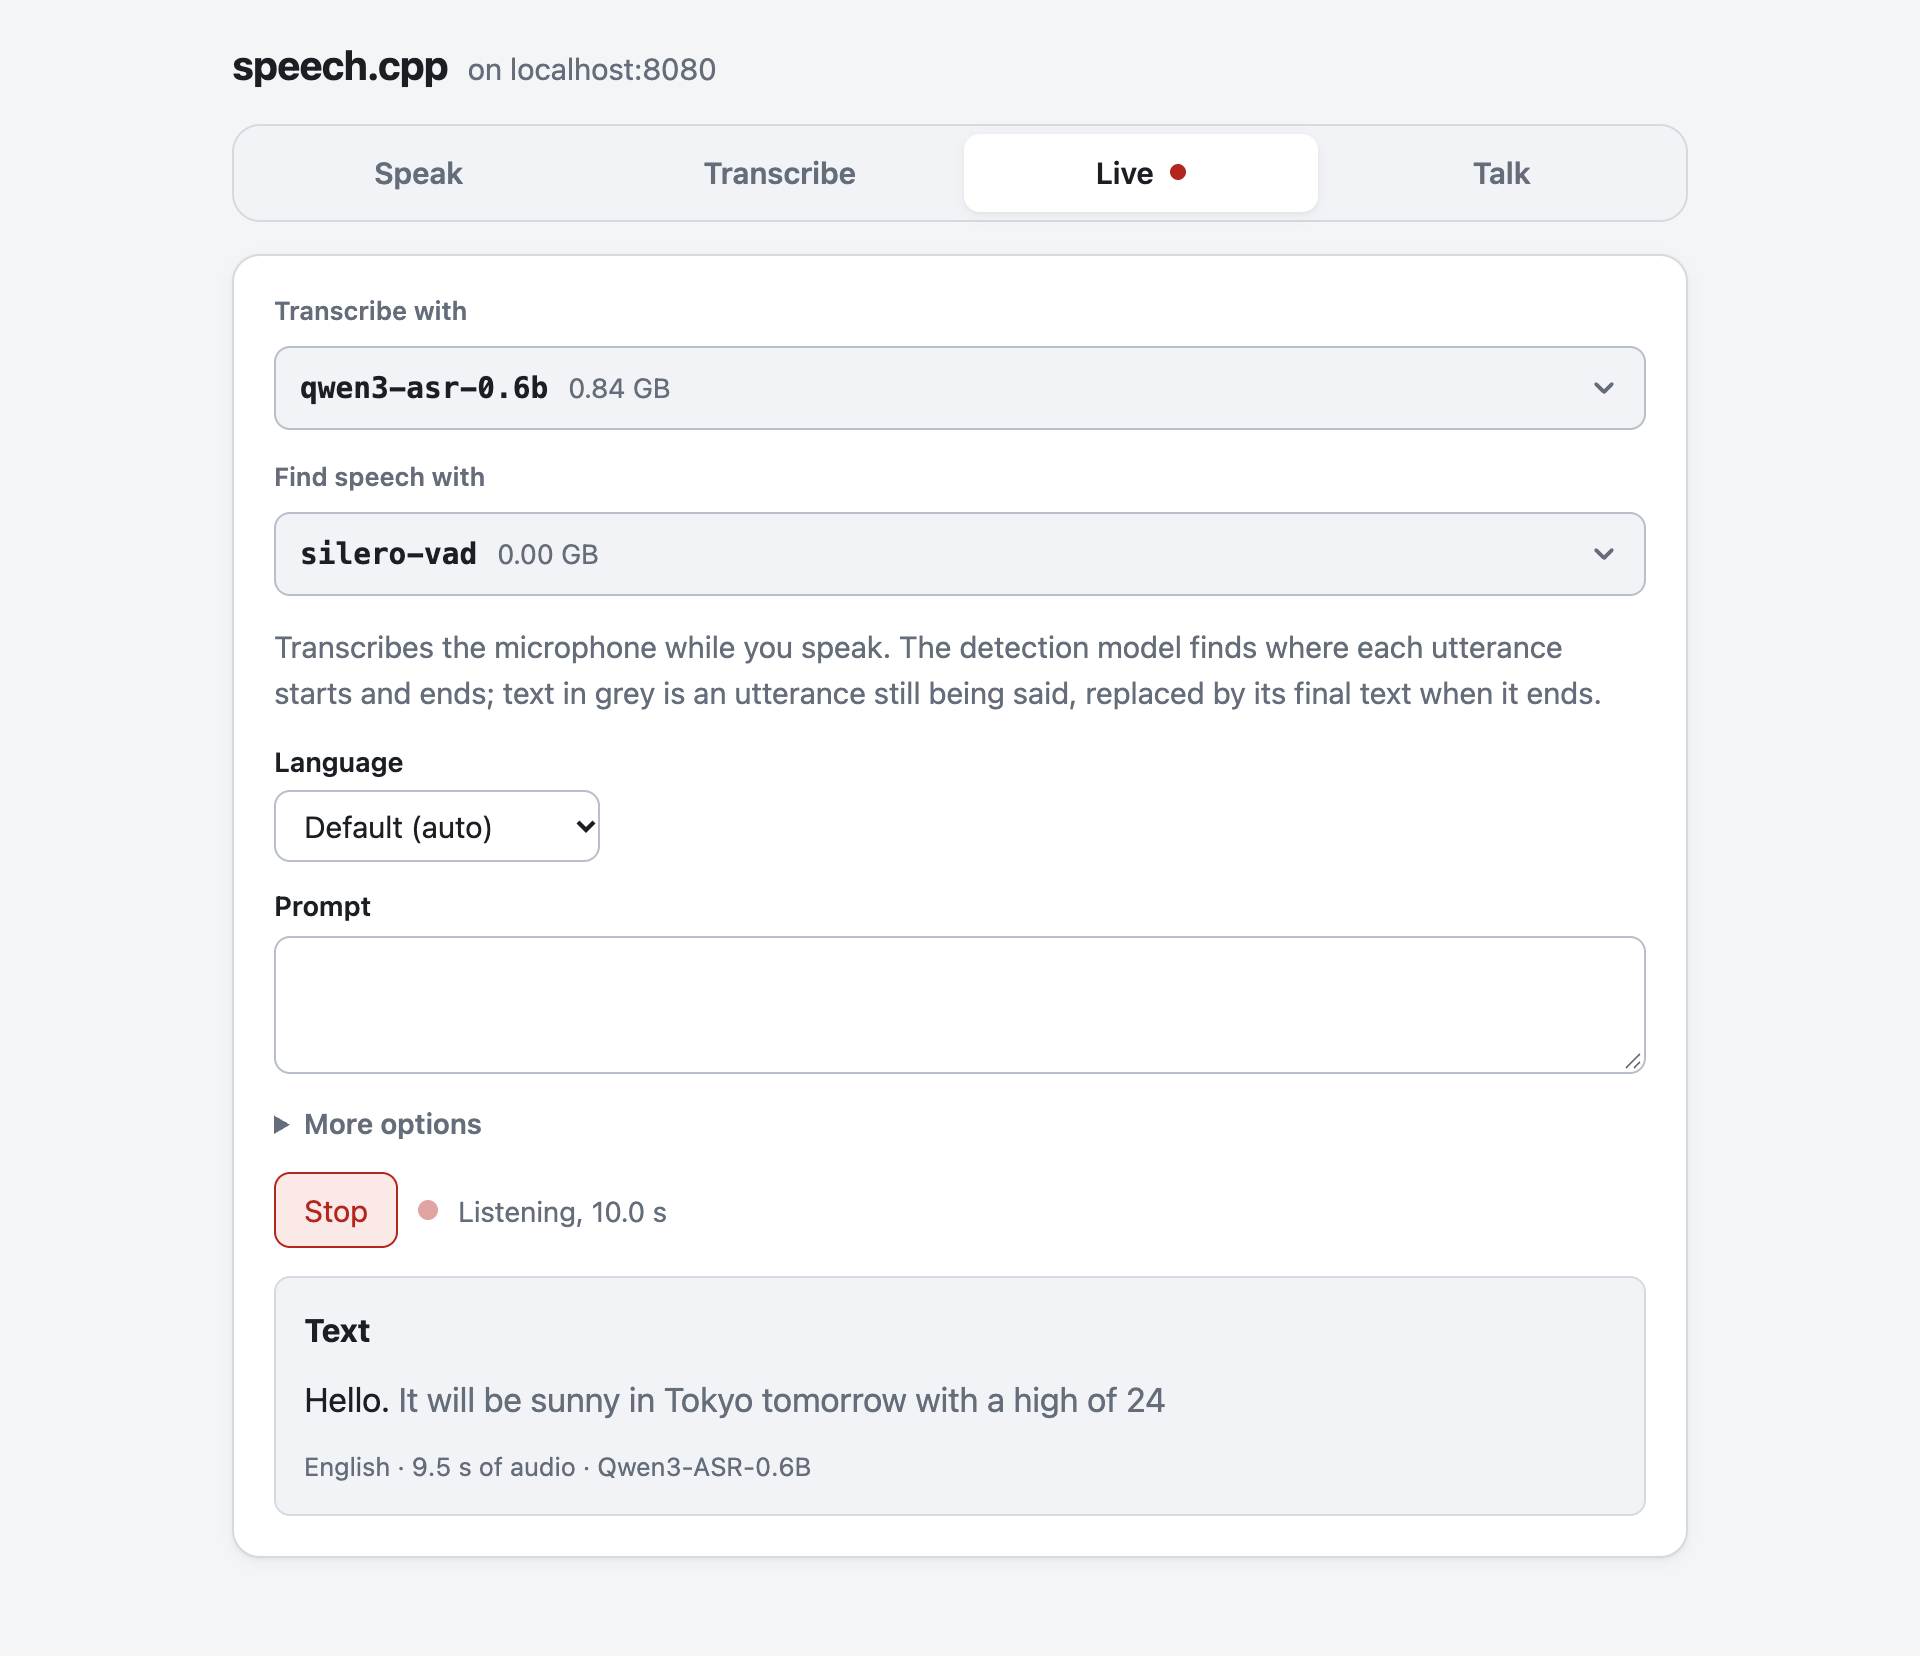 speech.cpp on localhost:8080
Speak Transcribe Live Talk
Transcribe with
qwen3-asr-0.6b 0.84 GB
Find speech with
silero-vad 0.00 GB
Transcribes the microphone while you speak. The detection model finds where each utterance
starts and ends; text in grey is an utterance still being said, replaced by its final text when it ends.
Language
Default (auto)
Prompt
More options
Stop Listening, 10.0 s
Text
Hello. It will be sunny in Tokyo tomorrow with a high of 24
English · 9.5 s of audio · Qwen3-ASR-0.6B